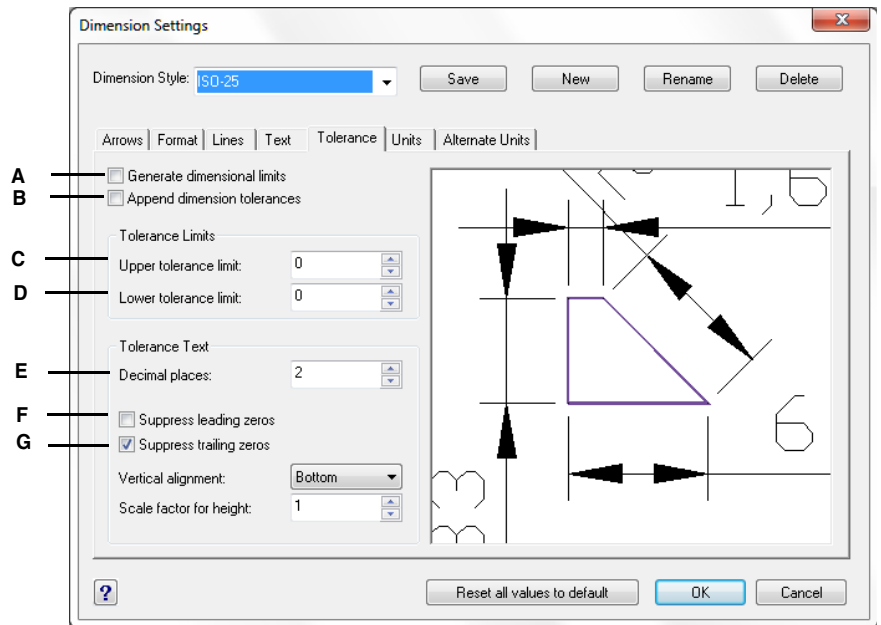 Dimension Settings
Dimension Style: ISO-25 Save New Rename Delete
Arrows Format Lines Text Tolerance Units Alternate Units
A Generate dimensional limits
B Append dimension tolerances
Tolerance Limits
C Upper tolerance limit: 0
D Lower tolerance limit: 0
Tolerance Text
E Decimal places: 2
F Suppress leading zeros
G Suppress trailing zeros
Vertical alignment: Bottom
Scale factor for height: 1
6
? Reset all values to default OK Cancel